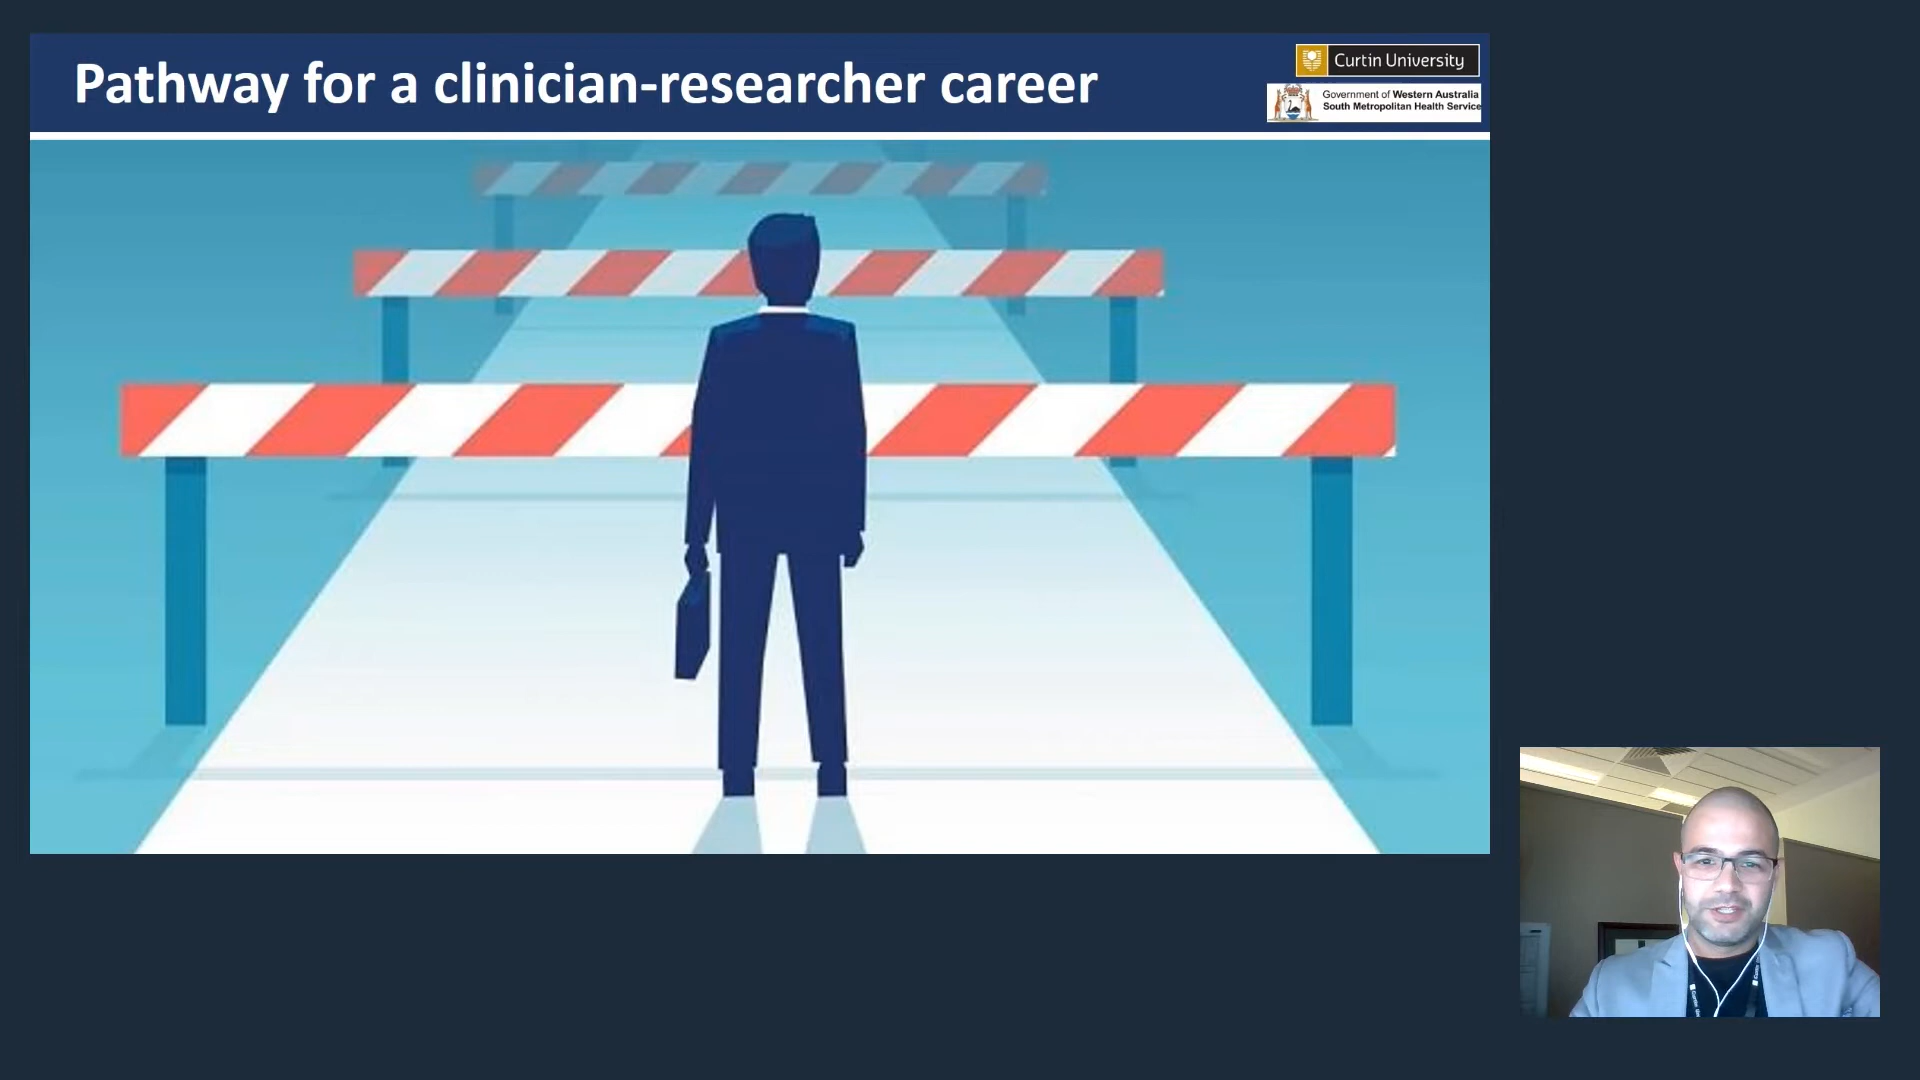 Pathway for a clinician-researcher career
Curtin University
Government of Western Australia
South Metropolitan Health Service